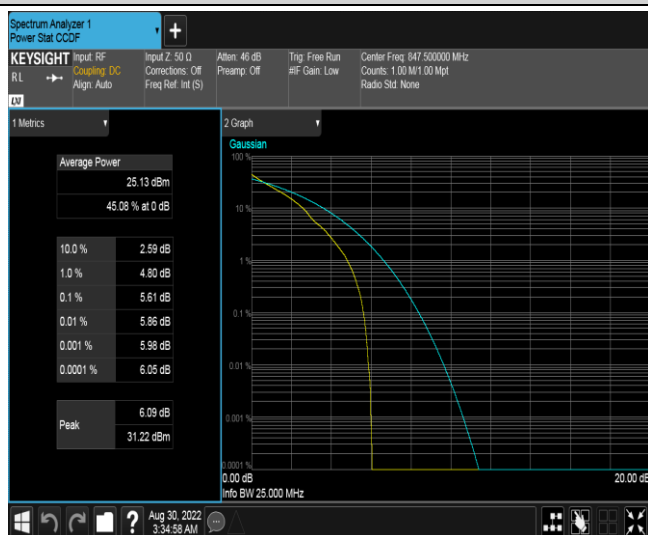 Spectrum Analyzer 1
Power Stat CCDF
+
KEYSIGHT
RL
LXI
Input: RF
Coupling: DC
Align: Auto
Input Z: 50 Ω
Corrections: Off
Freq Ref: Int (S)
Atten: 46 dB
Preamp: Off
Trig: Free Run
#IF Gain: Low
Center Freq: 847.500000 MHz
Counts: 1.00 M/1.00 Mpt
Radio Std: None
1 Metrics
Average Power
25.13 dBm
45.08 % at 0 dB
10.0 % 2.59 dB
1.0 % 4.80 dB
0.1 % 5.61 dB
0.01 % 5.86 dB
0.001 % 5.98 dB
0.0001 % 6.05 dB
Peak
6.09 dB
31.22 dBm
2 Graph
Gaussian
100 %
10 %
1 %
0.1 %
0.01 %
0.001 %
0.0001 %
0.00 dB
20.00 dB
Info BW 25.000 MHz
?
Aug 30, 2022
3:34:58 AM